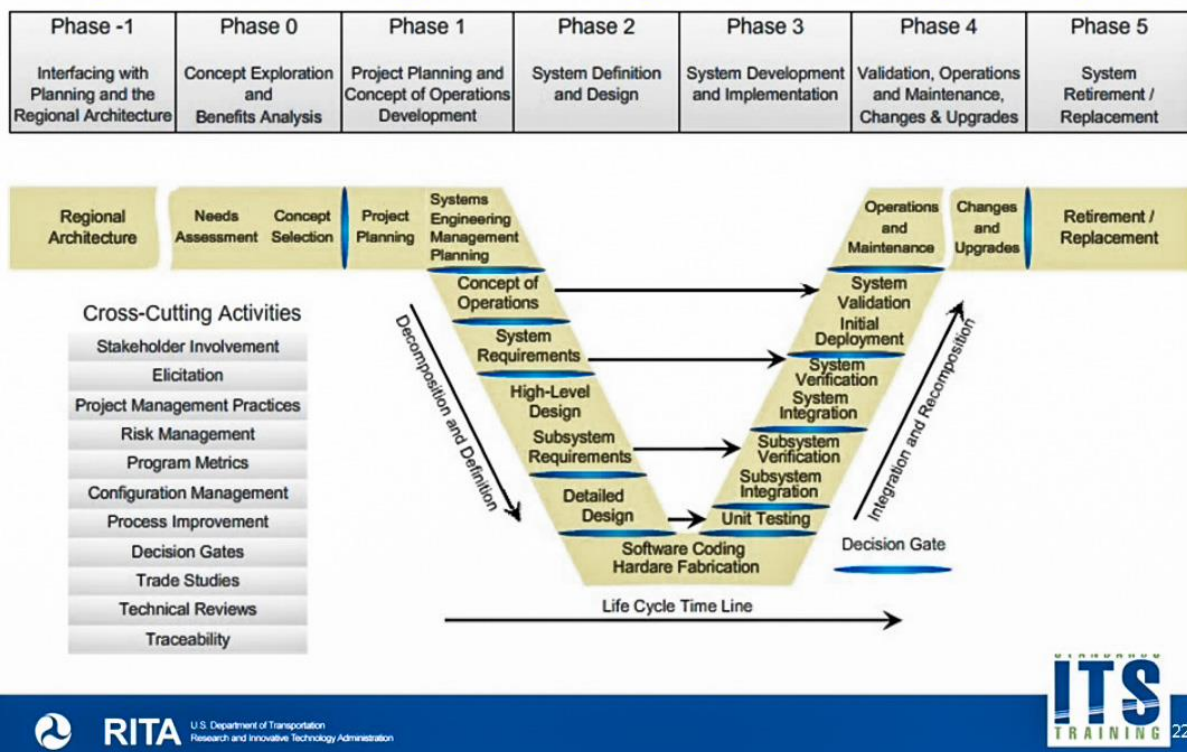 Phase -1
Interfacing with
Planning and the
Regional Architecture
Phase 0
Concept Exploration
and
Benefits Analysis
Phase 1
Project Planning and
Concept of Operations
Development
Phase 2
System Definition
and Design
Phase 3
System Development
and Implementation
Phase 4
Validation, Operations
and Maintenance,
Changes & Upgrades
Phase 5
System
Retirement /
Replacement
Regional
Architecture
Needs
Assessment
Concept
Selection
Project
Planning
Systems
Engineering
Management
Planning
Operations
and
Maintenance
Changes
and
Upgrades
Retirement /
Replacement
Concept of
Operations
System
Requirements
High-Level
Design
Subsystem
Requirements
Detailed
Design
Software Coding
Hardare Fabrication
Unit Testing
Subsystem
Integration
Subsystem
Verification
System
Integration
System
Verification
Initial
Deployment
System
Validation
Decomposition and Definition
Integration and Recomposition
Decision Gate
Life Cycle Time Line
Cross-Cutting Activities
Stakeholder Involvement
Elicitation
Project Management Practices
Risk Management
Program Metrics
Configuration Management
Process Improvement
Decision Gates
Trade Studies
Technical Reviews
Traceability
RITA
U.S. Department of Transportation
Research and Innovative Technology Administration
STANDARDS
ITS
TRAINING
22